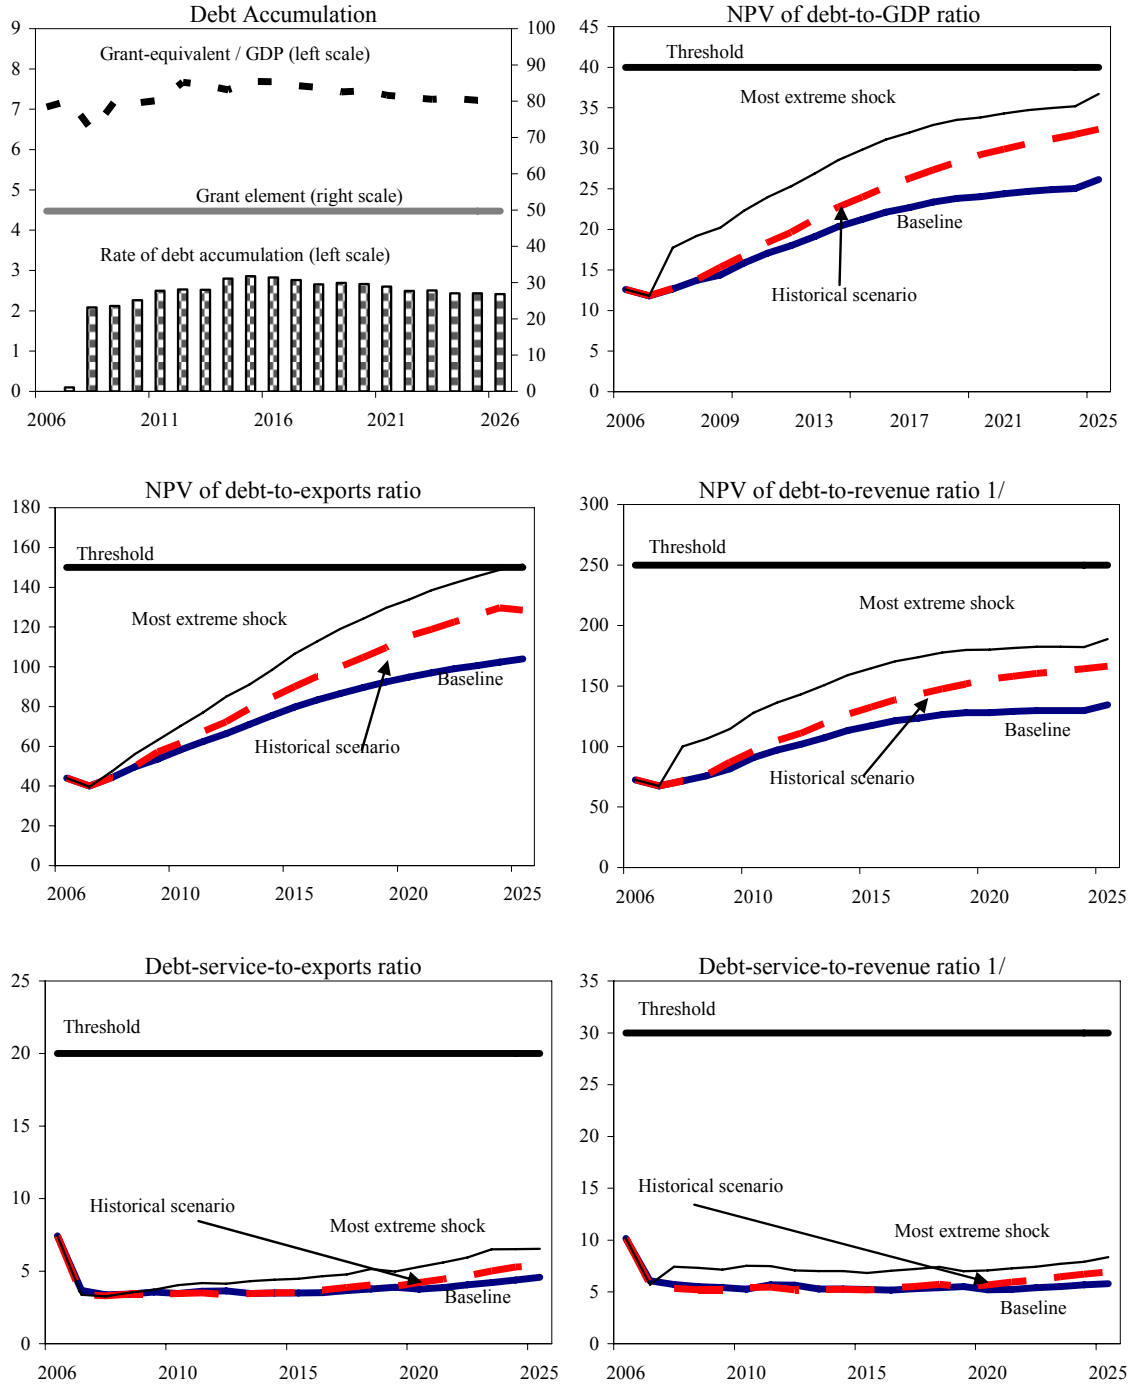 Debt Accumulation
9
8
7
6
5
4
3
2
1
0
100
90
80
70
60
50
40
30
20
10
0
Grant-equivalent / GDP (left scale)
Grant element (right scale)
Rate of debt accumulation (left scale)
2006 2011 2016 2021 2026
NPV of debt-to-GDP ratio
45
40
35
30
25
20
15
10
5
0
Threshold
Most extreme shock
Baseline
Historical scenario
2006 2009 2013 2017 2021 2025
NPV of debt-to-exports ratio
180
160
140
120
100
80
60
40
20
0
Threshold
Most extreme shock
Baseline
Historical scenario
2006 2010 2015 2020 2025
NPV of debt-to-revenue ratio 1/
300
250
200
150
100
50
0
Threshold
Most extreme shock
Baseline
Historical scenario
2006 2010 2015 2020 2025
Debt-service-to-exports ratio
25
20
15
10
5
0
Threshold
Historical scenario
Most extreme shock
Baseline
2006 2010 2015 2020 2025
Debt-service-to-revenue ratio 1/
35
30
25
20
15
10
5
0
Threshold
Historical scenario
Most extreme shock
Baseline
2006 2010 2015 2020 2025